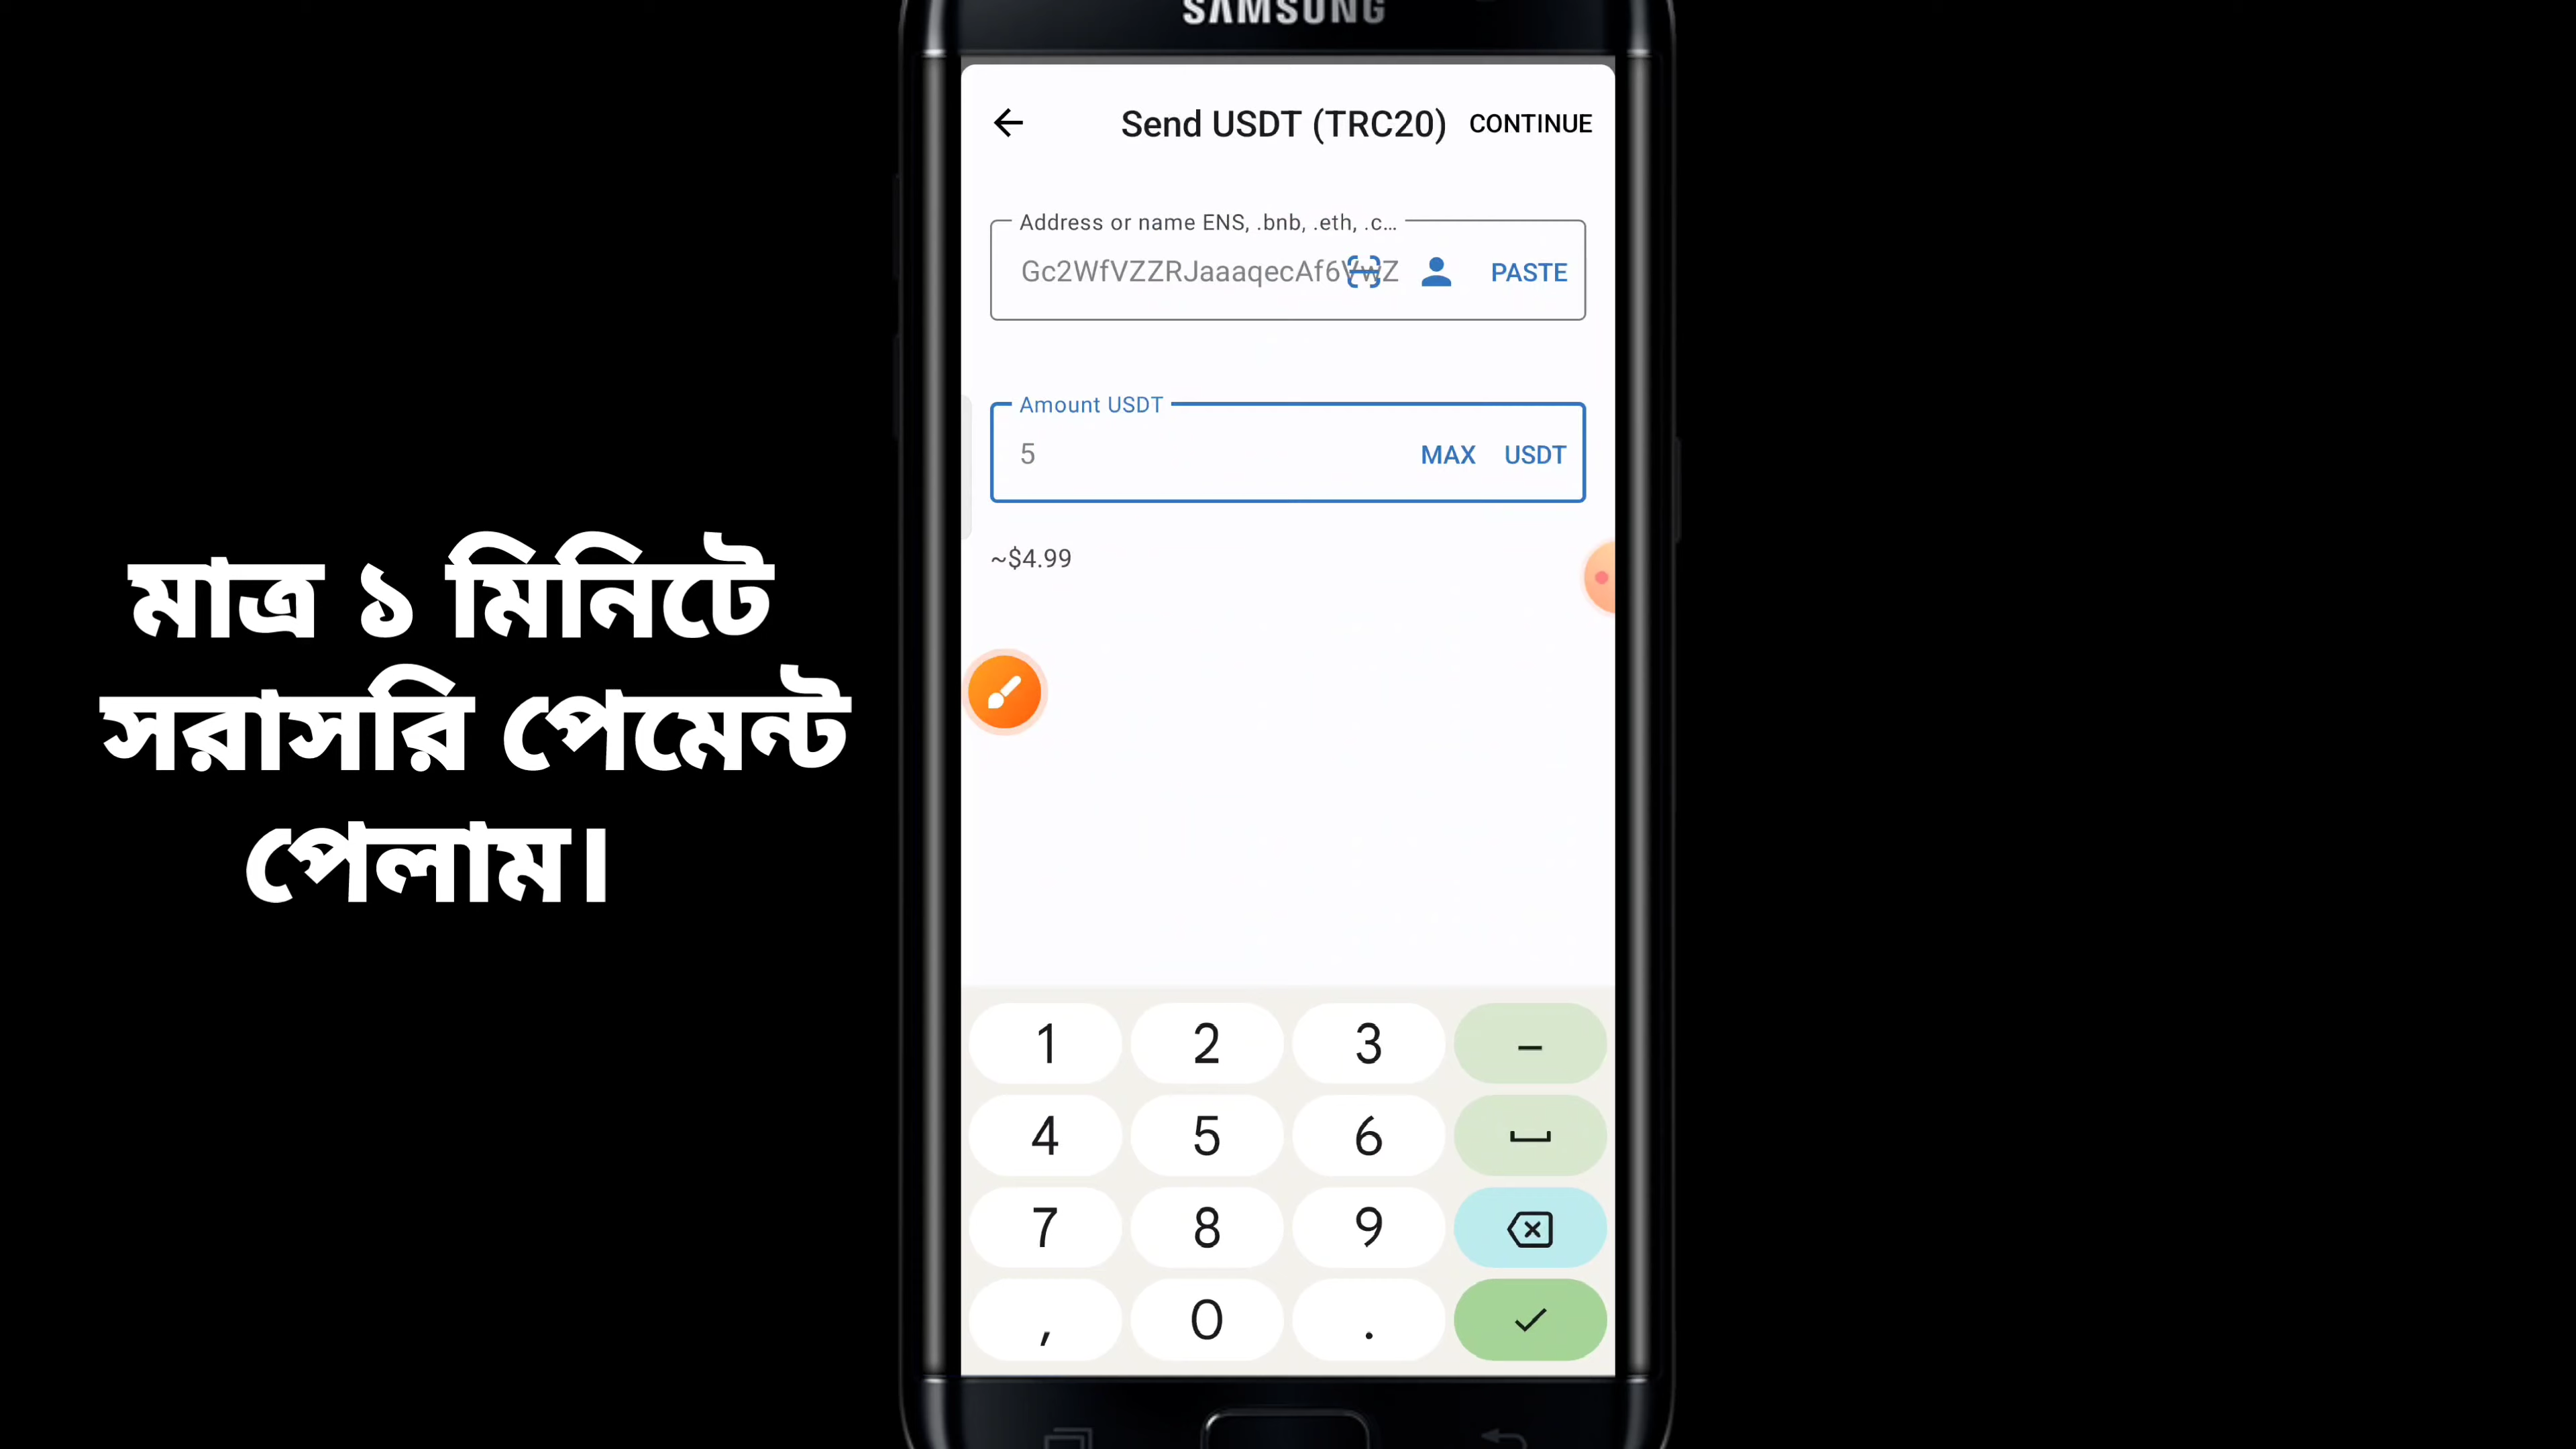 SAMSUNG
Send USDT (TRC20) CONTINUE
Address or name ENS, .bnb, .eth, .c...
Gc2WfVZZRJaaaqecAf6VwZ PASTE
Amount USDT
5 MAX USDT
~$4.99
মাত্র ১ মিনিটে
সরাসরি পেমেন্ট
পেলাম।
1 2 3 -
4 5 6
7 8 9
, 0 .